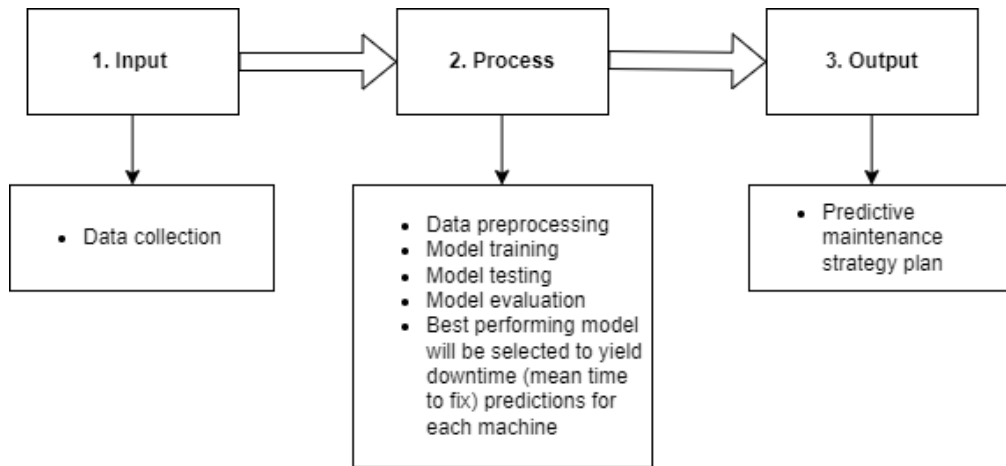 1. Input
2. Process
3. Output
• Data collection
• Data preprocessing
• Model training
• Model testing
• Model evaluation
• Best performing model
will be selected to yield
downtime (mean time
to fix) predictions for
each machine
• Predictive
maintenance
strategy plan